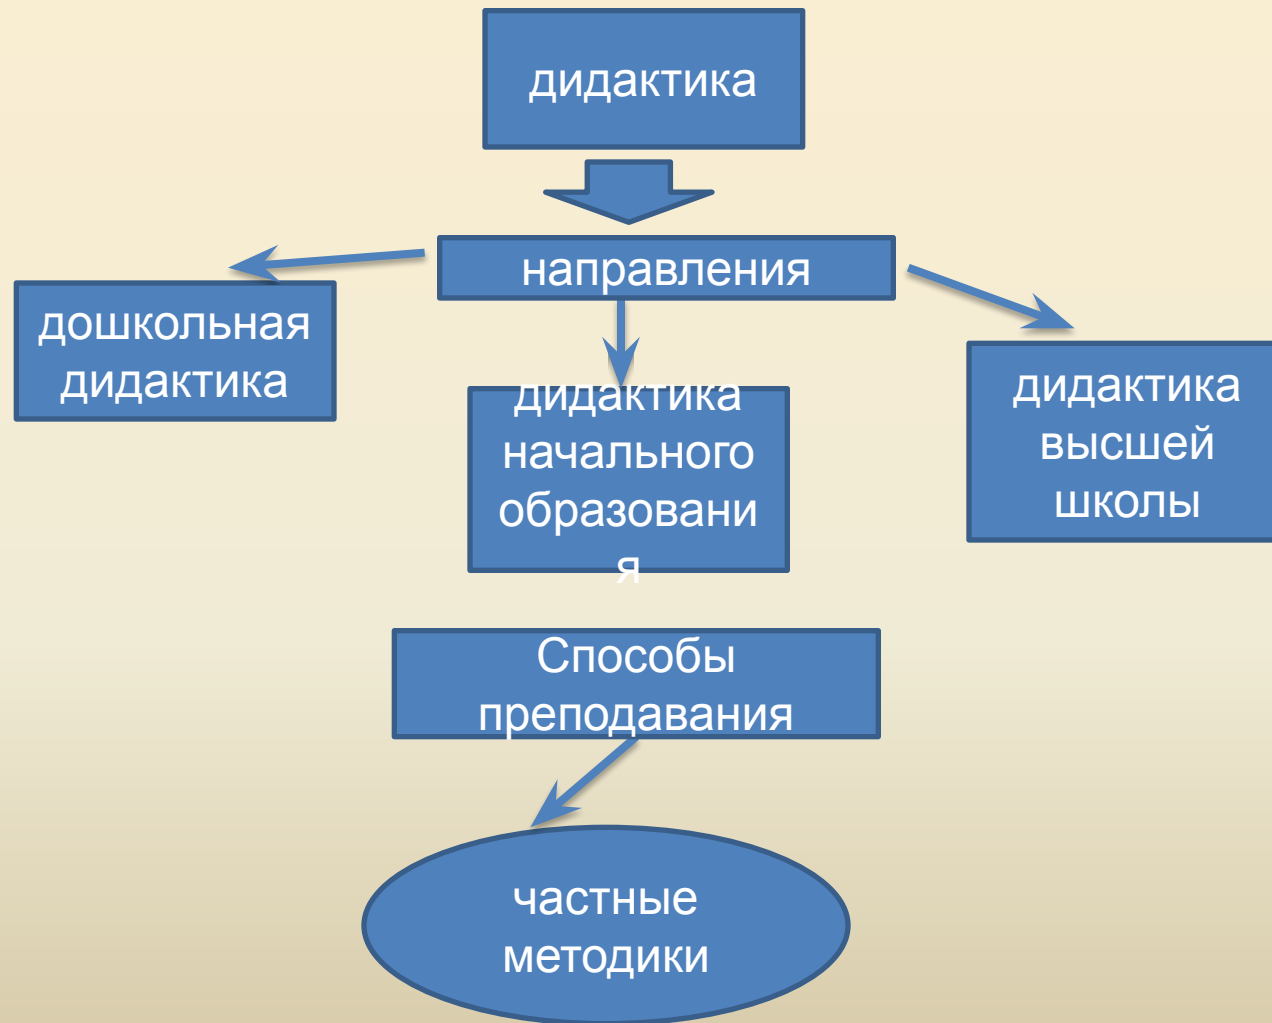 дидактика
направления
дошкольная
дидактика
дидактика
начального
образовани
я
дидактика
высшей
школы
Способы
преподавания
частные
методики